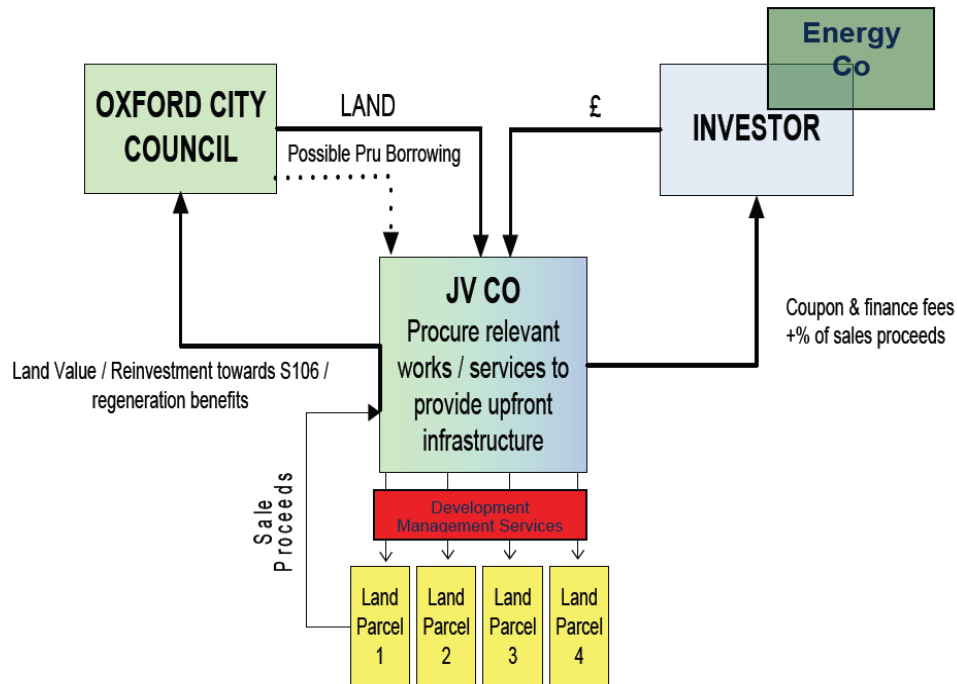 Energy
Co
OXFORD CITY
COUNCIL
LAND
£
INVESTOR
Possible Pru Borrowing
JV CO
Procure relevant
works / services to
provide upfront
infrastructure
Coupon & finance fees
+% of sales proceeds
Land Value / Reinvestment towards S106 /
regeneration benefits
Sale
Proceeds
Development
Management Services
Land
Parcel
1
Land
Parcel
2
Land
Parcel
3
Land
Parcel
4